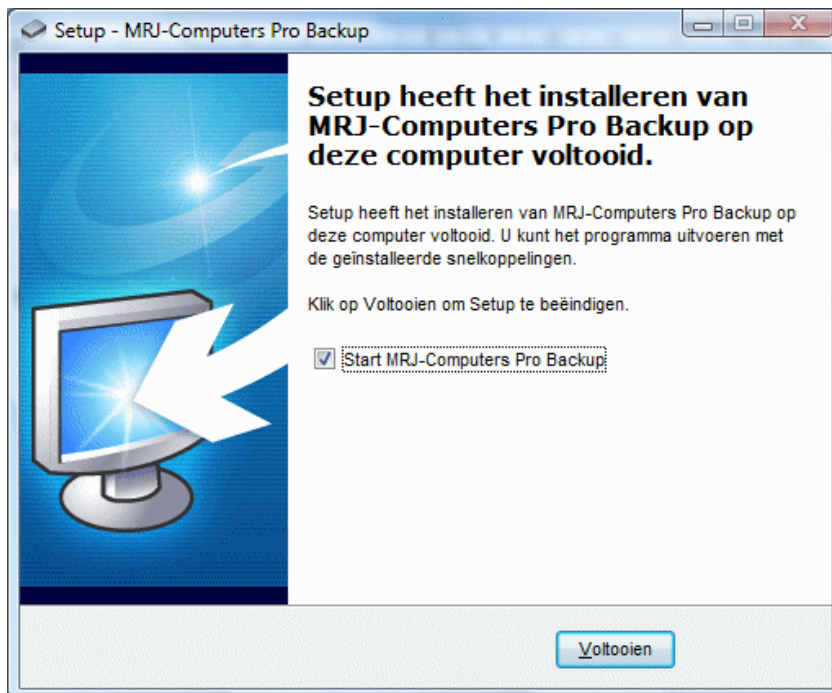 Setup - MRJ-Computers Pro Backup
Setup heeft het installeren van
MRJ-Computers Pro Backup op
deze computer voltooid.
Setup heeft het installeren van MRJ-Computers Pro Backup op
deze computer voltooid. U kunt het programma uitvoeren met
de geïnstalleerde snelkoppelingen.
Klik op Voltooien om Setup te beëindigen.
Start MRJ-Computers Pro Backup
Voltooien